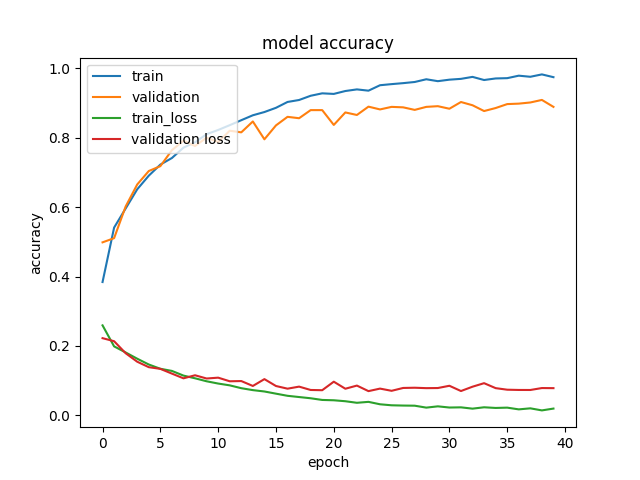 model accuracy
train
validation
train_loss
validation loss
1.0
0.8
0.6
0.4
0.2
0.0
accuracy
0 5 10 15 20 25 30 35 40
epoch